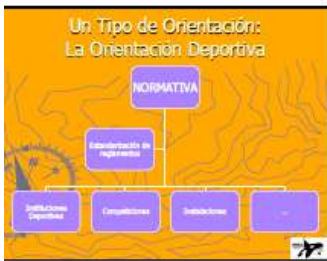 Un Tipo de Orientación:
La Orientación Deportiva
NORMATIVA
Estandarización de
reglamentos
Instituciones
Deportivas
Competiciones
Instalaciones
...
N